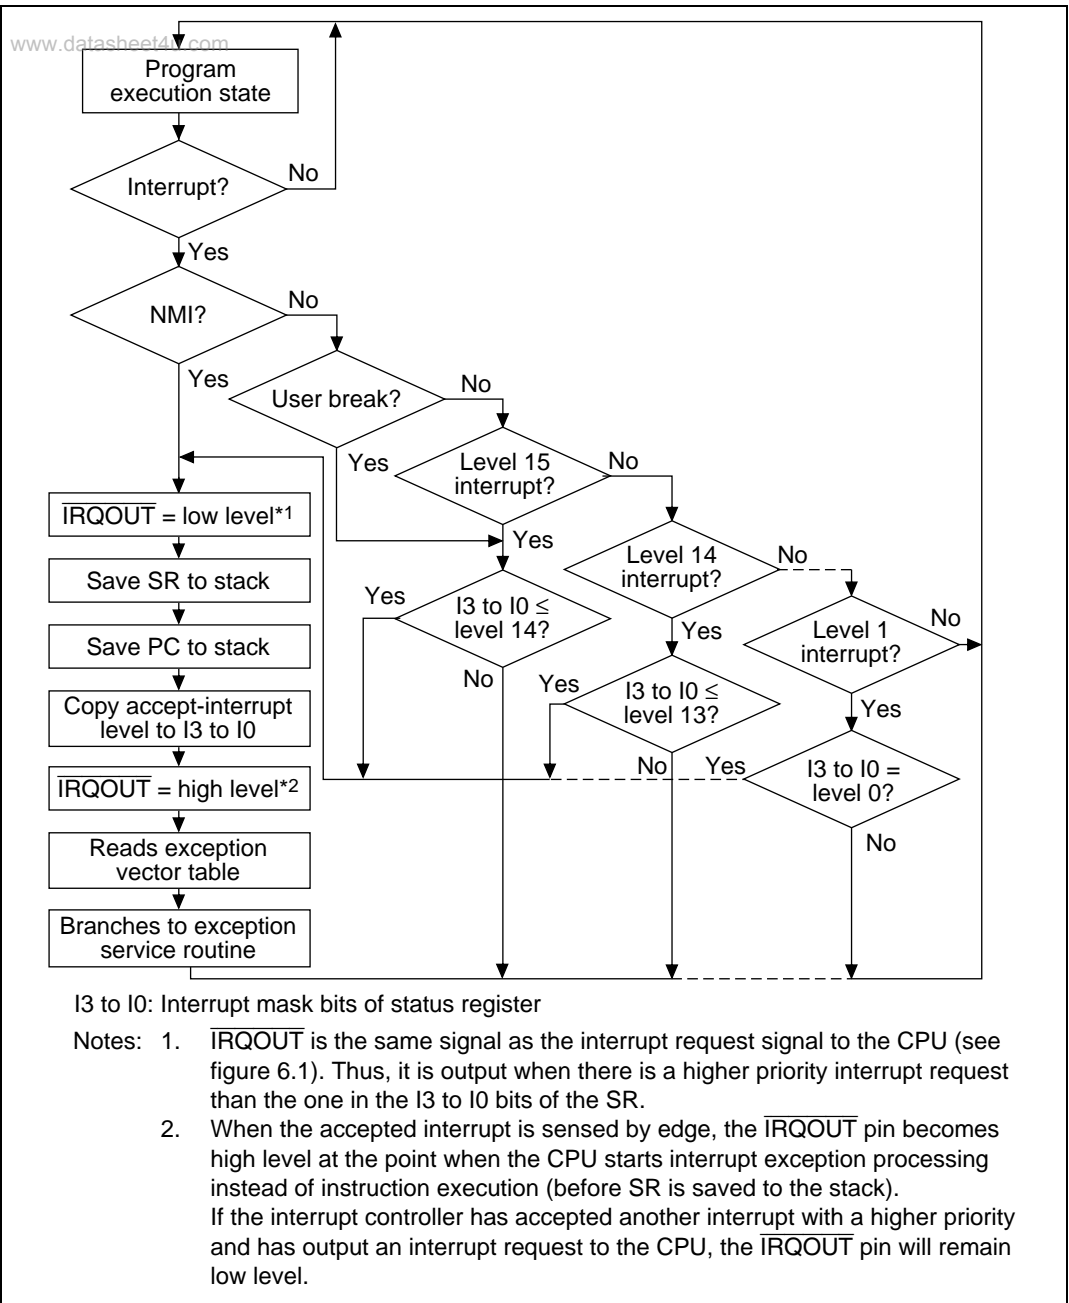 www.datasheet4u.com
Program
execution state
Interrupt?
No
Yes
NMI?
No
Yes
User break?
No
Yes
Level 15
interrupt?
No
Yes
Level 14
interrupt?
No
Yes
Level 1
interrupt?
No
Yes
I3 to I0 ≤
level 14?
Yes
No
I3 to I0 ≤
level 13?
Yes
No
I3 to I0 =
level 0?
Yes
No
IRQOUT = low level*1
Save SR to stack
Save PC to stack
Copy accept-interrupt
level to I3 to I0
IRQOUT = high level*2
Reads exception
vector table
Branches to exception
service routine
I3 to I0: Interrupt mask bits of status register
Notes: 1. IRQOUT is the same signal as the interrupt request signal to the CPU (see
figure 6.1). Thus, it is output when there is a higher priority interrupt request
than the one in the I3 to I0 bits of the SR.
2. When the accepted interrupt is sensed by edge, the IRQOUT pin becomes
high level at the point when the CPU starts interrupt exception processing
instead of instruction execution (before SR is saved to the stack).
If the interrupt controller has accepted another interrupt with a higher priority
and has output an interrupt request to the CPU, the IRQOUT pin will remain
low level.